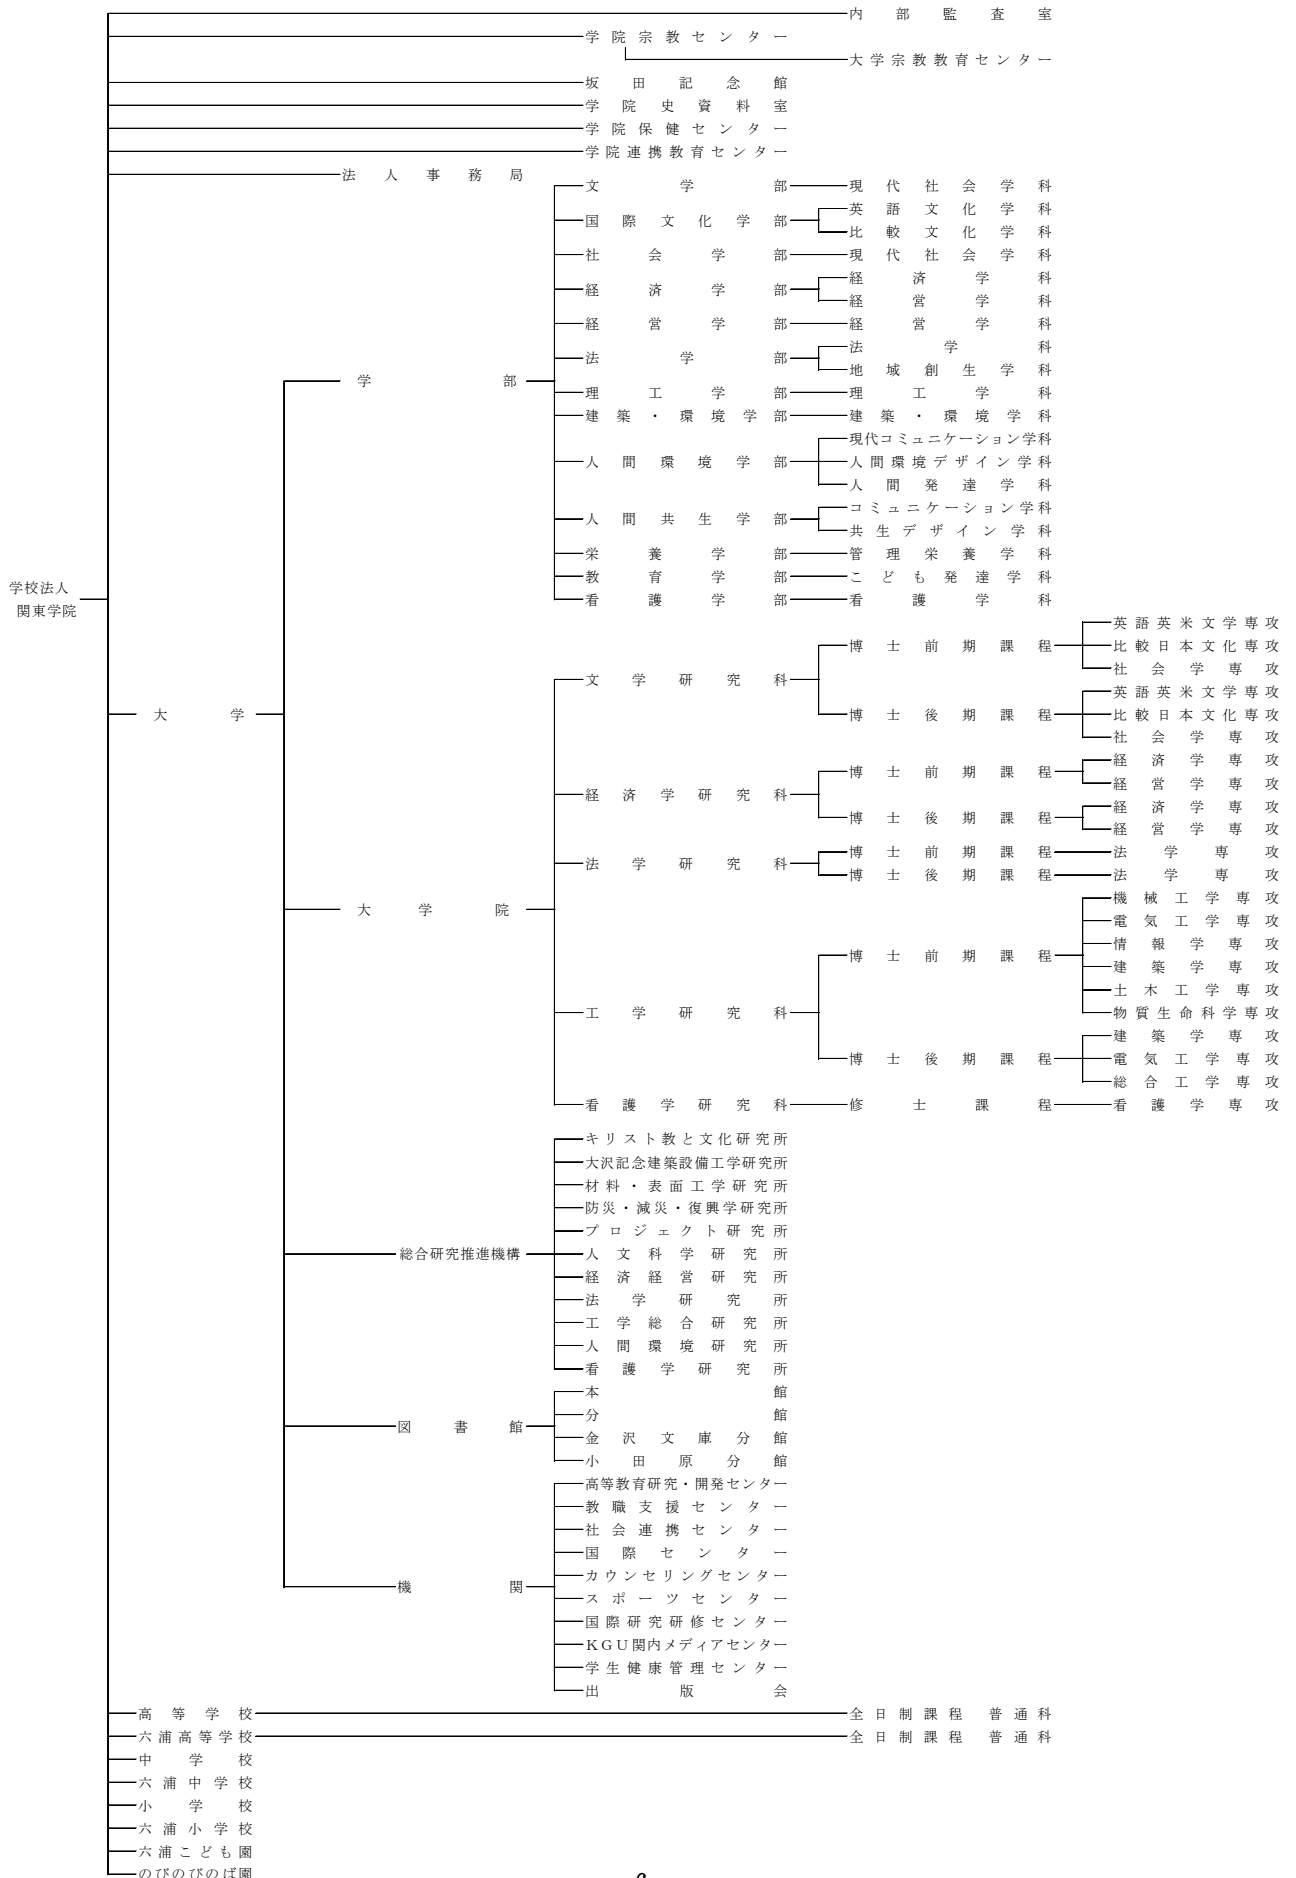 内部監査室
学院宗教センター
大学宗教教育センター
坂田記念館
学院史資料室
学院保健センター
学院連携教育センター
法人事務局
文学部 現代社会学科
英語文化学科
国際文化学部
比較文化学科
社会学部 現代社会学科
経済学科
経済学部
経営学科
経営学部 経営学科
法学科
法学部
地域創生学科
学部
理工学部 理工学科
建築・環境学部 建築・環境学科
現代コミュニケーション学科
人間環境学部 人間環境デザイン学科
人間発達学科
コミュニケーション学科
人間共生学部
共生デザイン学科
栄養学部 管理栄養学科
教育学部 こども発達学科
看護学部 看護学科
学校法人
関東学院
英語英米文学専攻
博士前期課程 比較日本文化専攻
社会学専攻
文学研究科
英語英米文学専攻
大学
博士後期課程 比較日本文化専攻
社会学専攻
経済学専攻
博士前期課程
経営学専攻
経済学研究科
経済学専攻
博士後期課程
経営学専攻
博士前期課程 法学専攻
法学研究科
博士後期課程 法学専攻
大学院
機械工学専攻
電気工学専攻
情報学専攻
博士前期課程
建築学専攻
土木工学専攻
物質生命科学専攻
工学研究科
建築学専攻
博士後期課程 電気工学専攻
総合工学専攻
看護学研究科 修士課程 看護学専攻
キリスト教と文化研究所
大沢記念建築設備工学研究所
材料・表面工学研究所
防災・減災・復興学研究所
プロジェクト研究所
総合研究推進機構 人文科学研究所
経済経営研究所
法学研究所
工学総合研究所
人間環境研究所
看護学研究所
本館
分館
図書館
金沢文庫分館
小田原分館
高等教育研究・開発センター
教職支援センター
社会連携センター
国際センター
カウンセリングセンター
機関
スポーツセンター
国際研究研修センター
KGU関内メディアセンター
学生健康管理センター
出版会
高等学校 全日制課程 普通科
六浦高等学校 全日制課程 普通科
中学校
六浦中学校
小学校
六浦小学校
六浦こども園
のびのびのば園